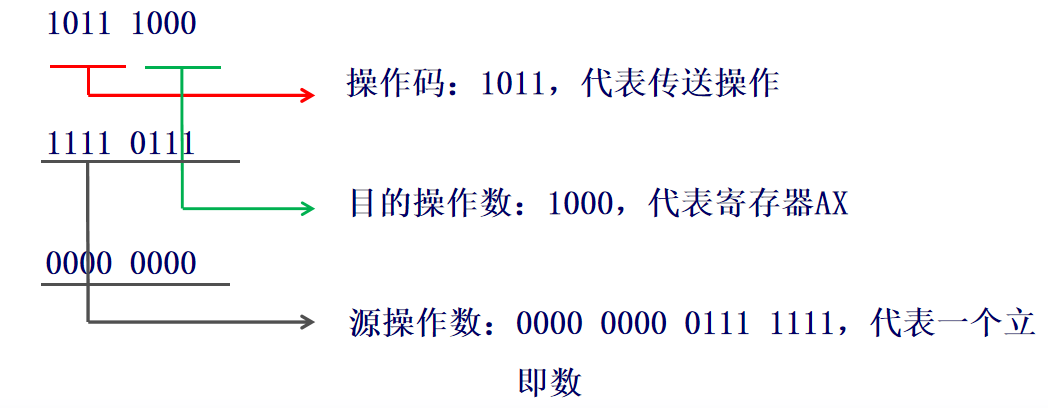 1011 1000
操作码：1011，代表传送操作
1111 0111
目的操作数：1000，代表寄存器AX
0000 0000
源操作数：0000 0000 0111 1111，代表一个立
即数